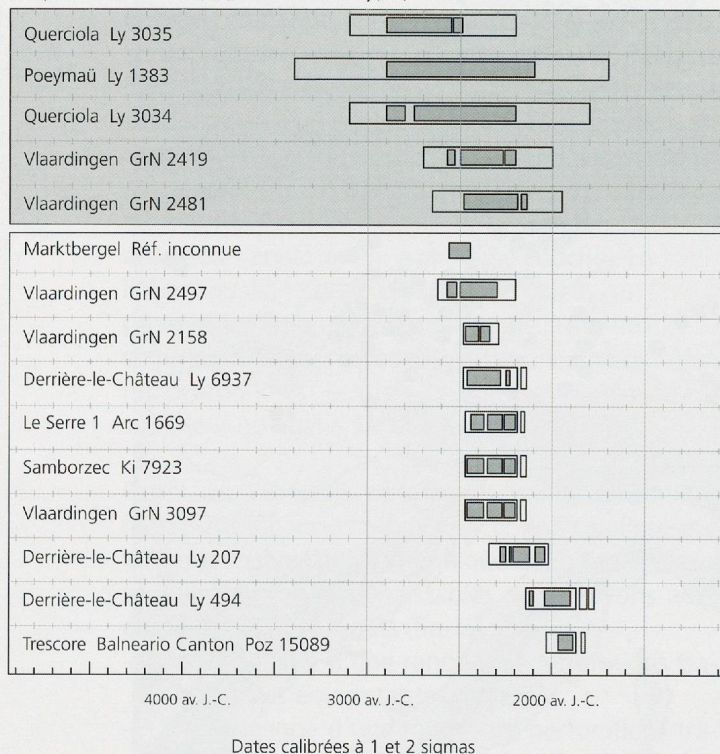 Querciola Ly 3035
Poeymaü Ly 1383
Querciola Ly 3034
Vlaardingen GrN 2419
Vlaardingen GrN 2481
Marktbergel Réf. inconnue
Vlaardingen GrN 2497
Vlaardingen GrN 2158
Derrière-le-Château Ly 6937
Le Serre 1 Arc 1669
Samborzec Ki 7923
Vlaardingen GrN 3097
Derrière-le-Château Ly 207
Derrière-le-Château Ly 494
Trescore Balneario Canton Poz 15089
4000 av. J.-C. 3000 av. J.-C. 2000 av. J.-C.
Dates calibrées à 1 et 2 sigmas